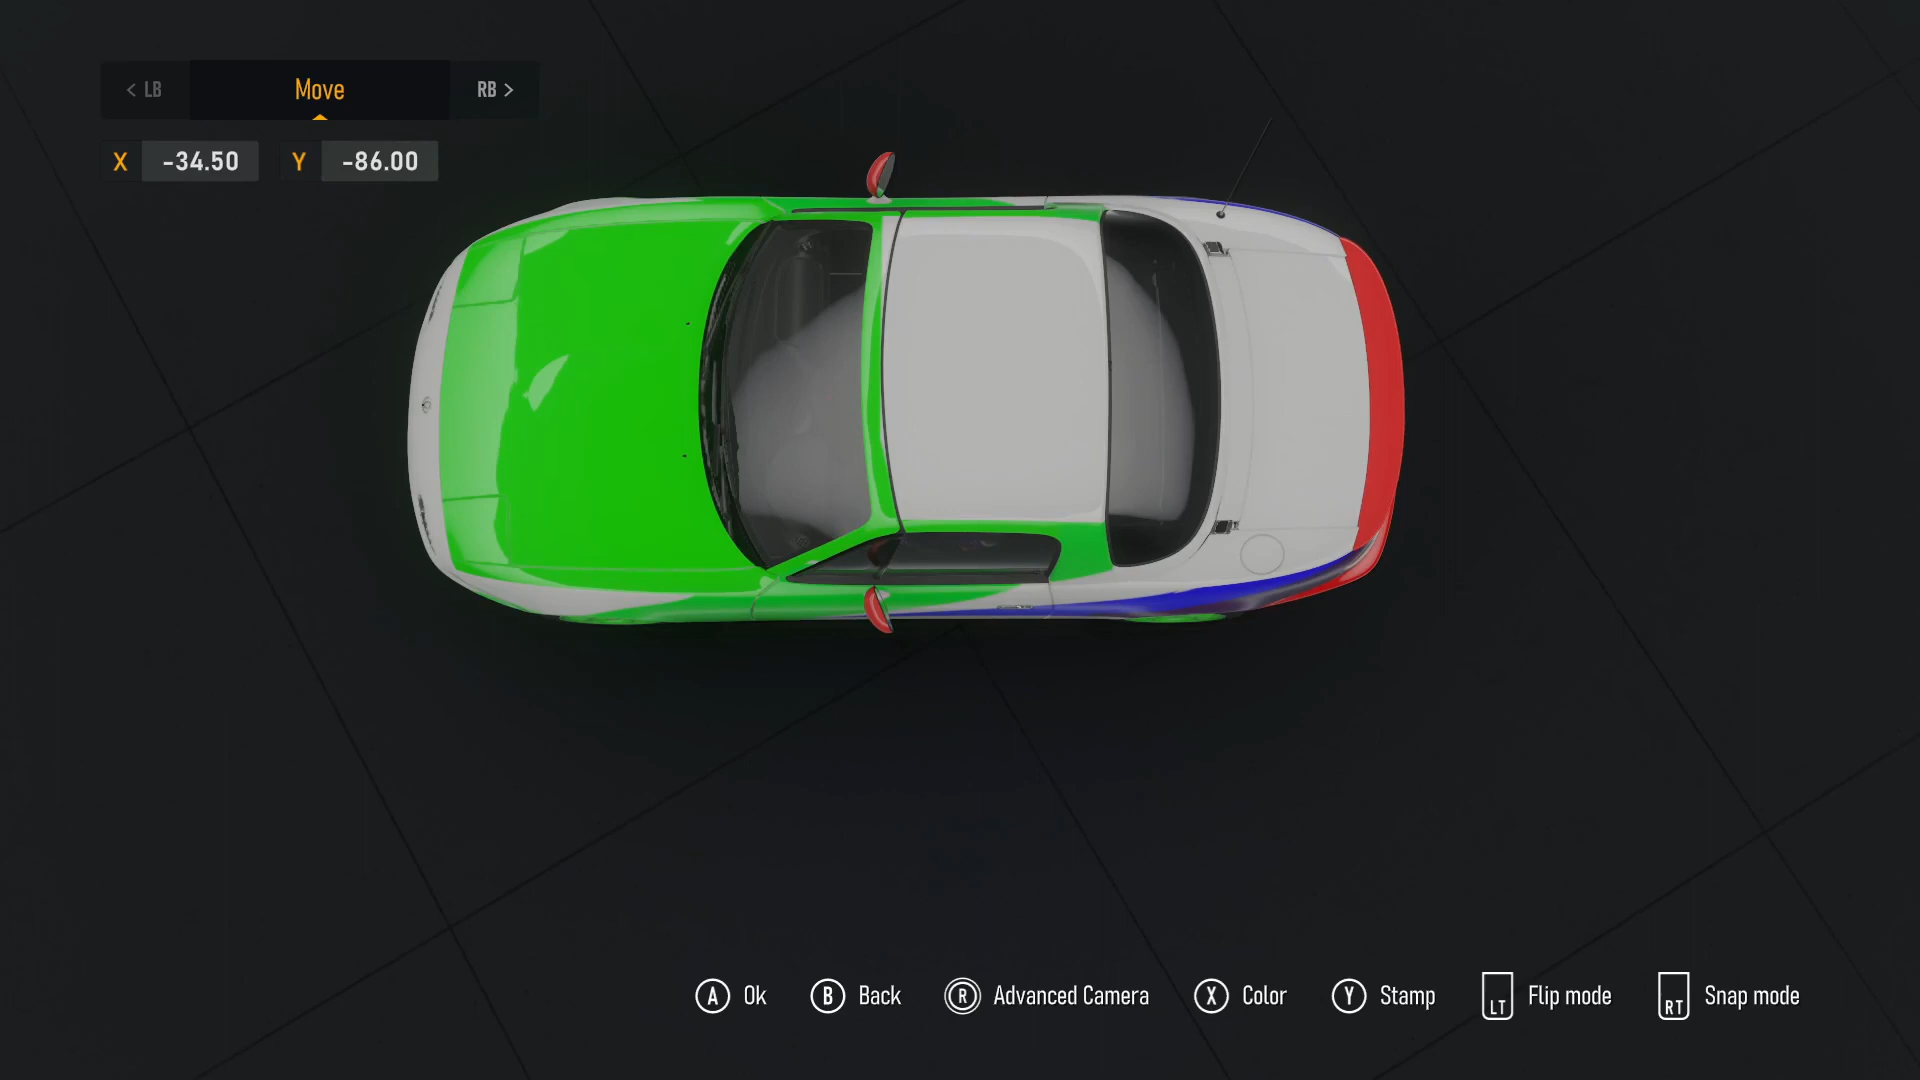 < LB Move RB >
X -34.50 Y -86.00
A Ok B Back R Advanced Camera X Color Y Stamp LT Flip mode RT Snap mode